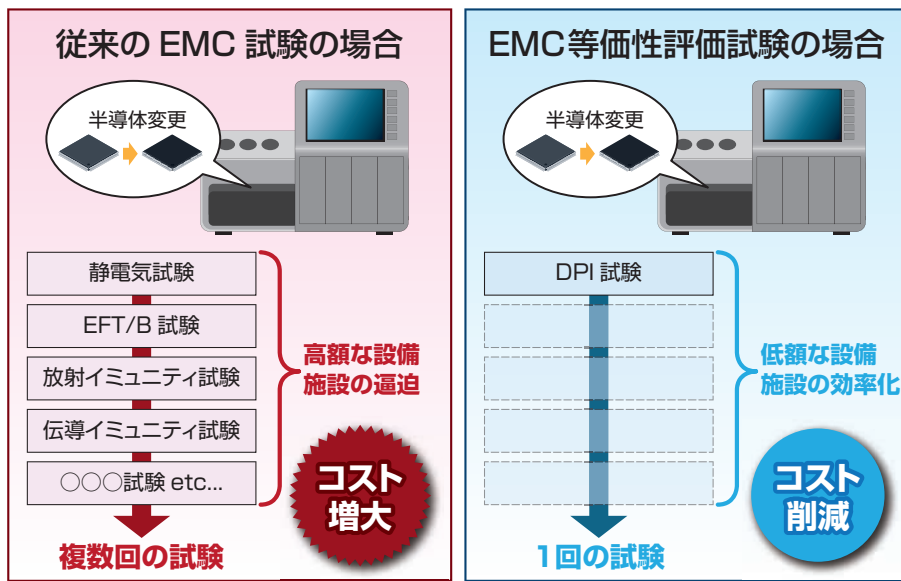 従来の EMC 試験の場合
半導体変更
静電気試験
EFT/B 試験
放射イミュニティ試験
伝導イミュニティ試験
○○○試験 etc...
高額な設備
施設の逼迫
コスト
増大
複数回の試験
EMC等価性評価試験の場合
半導体変更
DPI 試験
低額な設備
施設の効率化
コスト
削減
1回の試験